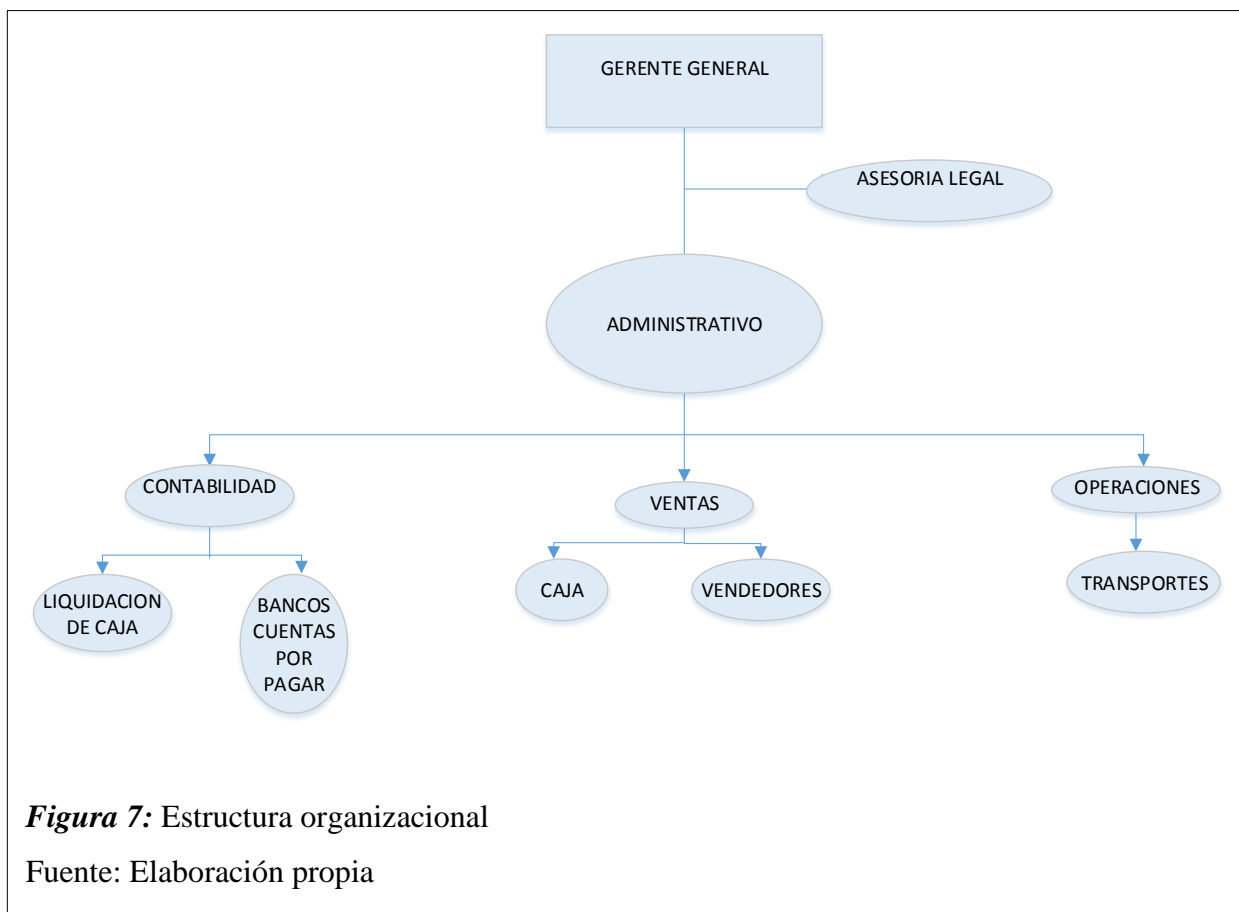 GERENTE GENERAL
ASESORIA LEGAL
ADMINISTRATIVO
CONTABILIDAD
VENTAS
OPERACIONES
LIQUIDACION
DE CAJA
BANCOS
CUENTAS
POR
PAGAR
CAJA
VENDEDORES
TRANSPORTES
Figura 7: Estructura organizacional
Fuente: Elaboración propia